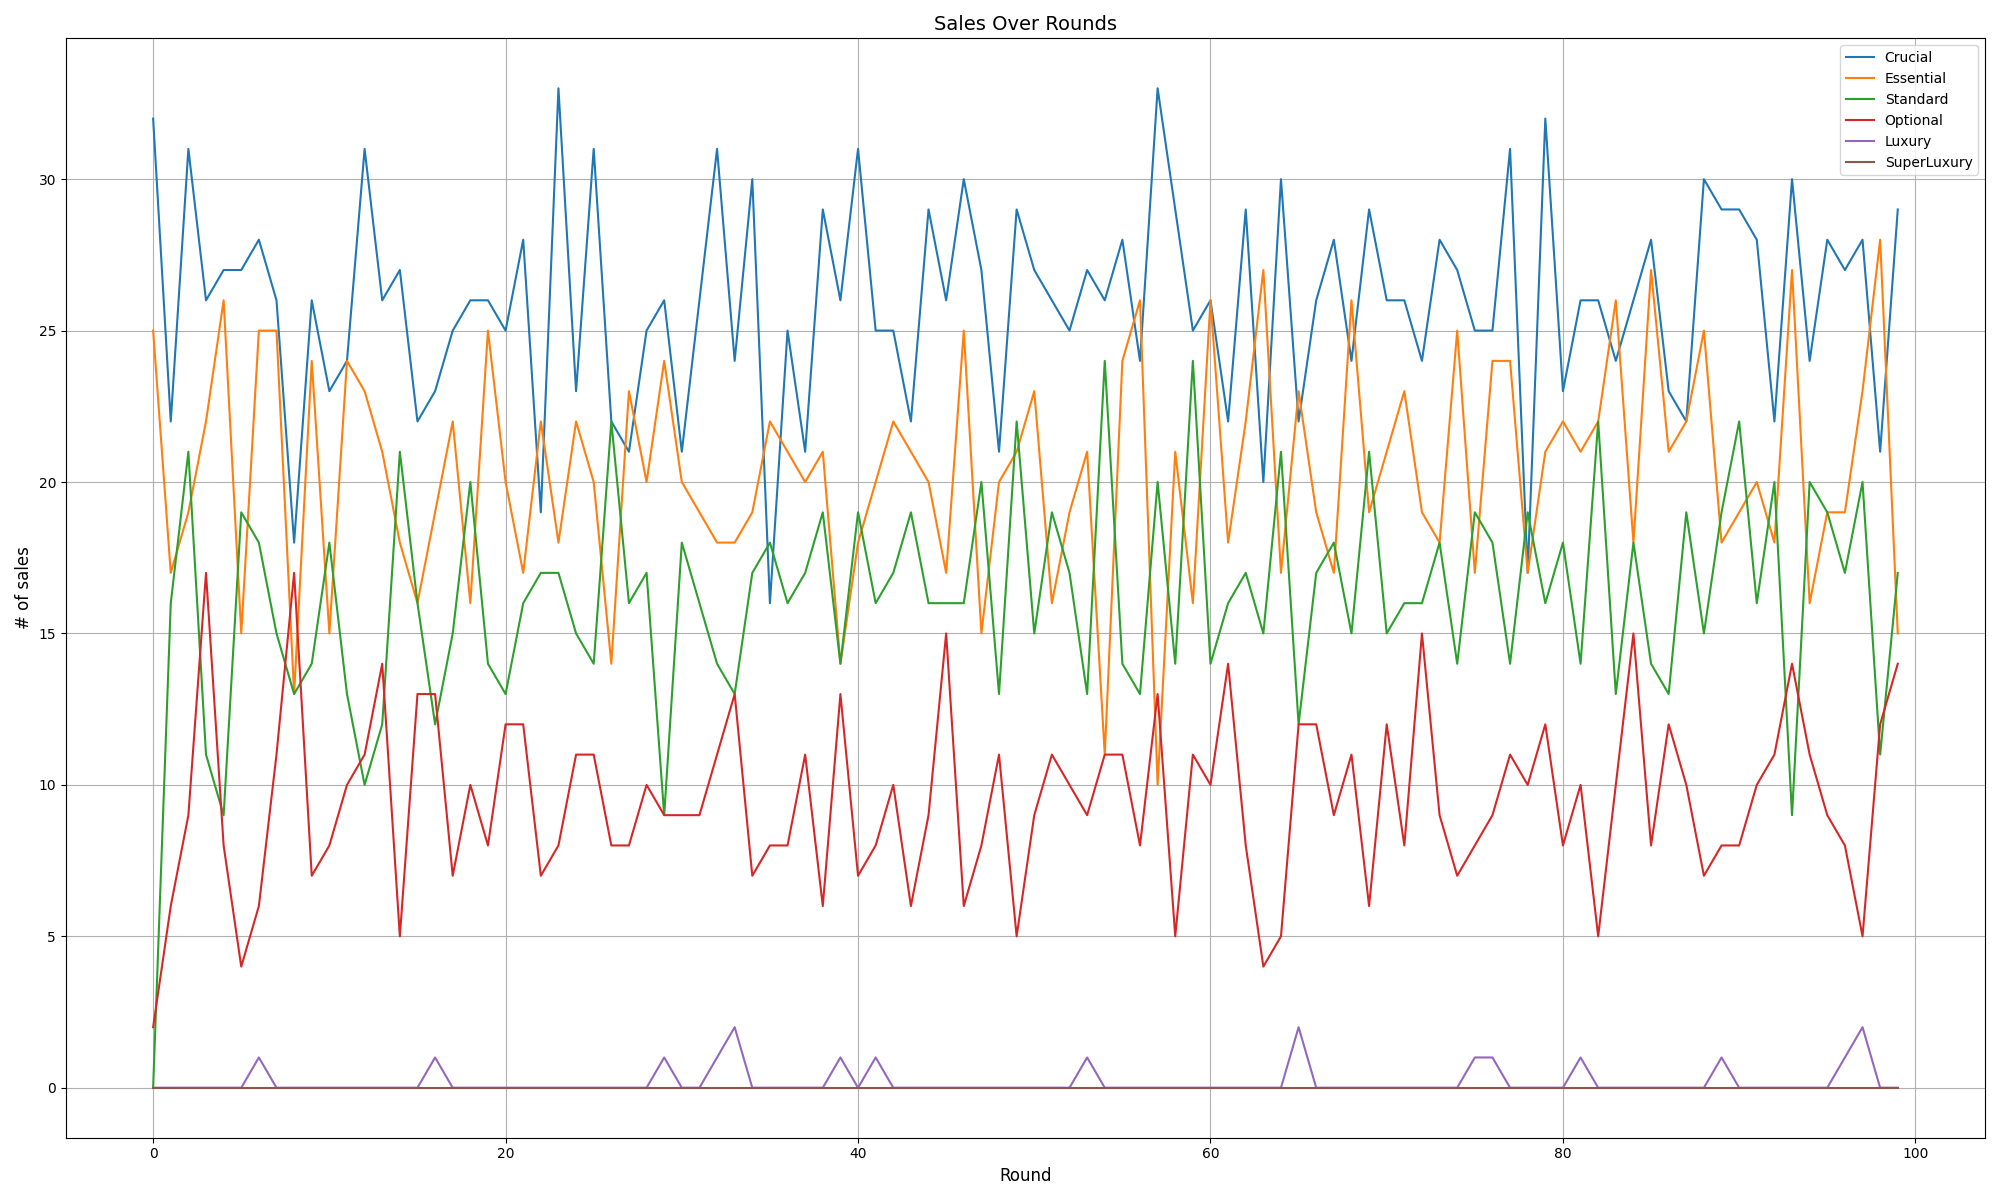 Sales Over Rounds
Crucial
Essential
Standard
Optional
Luxury
SuperLuxury
# of sales
30
25
20
15
10
5
0
0 20 40 60 80 100
Round